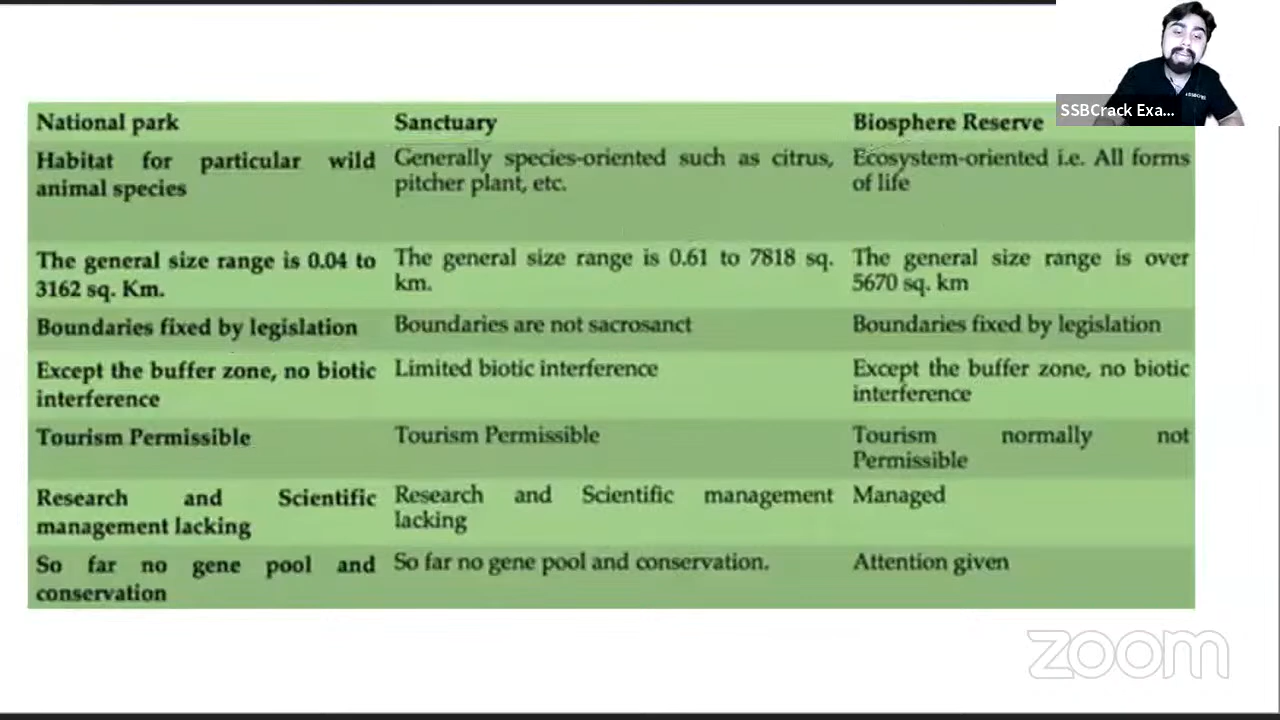 SSBCrack Exa...
National park
Sanctuary
Biosphere Reserve
Habitat for particular wild
animal species
Generally species-oriented such as citrus,
pitcher plant, etc.
Ecosystem-oriented i.e. All forms
of life
The general size range is 0.04 to
3162 sq. Km.
The general size range is 0.61 to 7818 sq.
km.
The general size range is over
5670 sq. km
Boundaries fixed by legislation
Boundaries are not sacrosanct
Boundaries fixed by legislation
Except the buffer zone, no biotic
interference
Limited biotic interference
Except the buffer zone, no biotic
interference
Tourism Permissible
Tourism Permissible
Tourism normally not
Permissible
Research and Scientific
management lacking
Research and Scientific management
lacking
Managed
So far no gene pool and
conservation
So far no gene pool and conservation.
Attention given
zoom